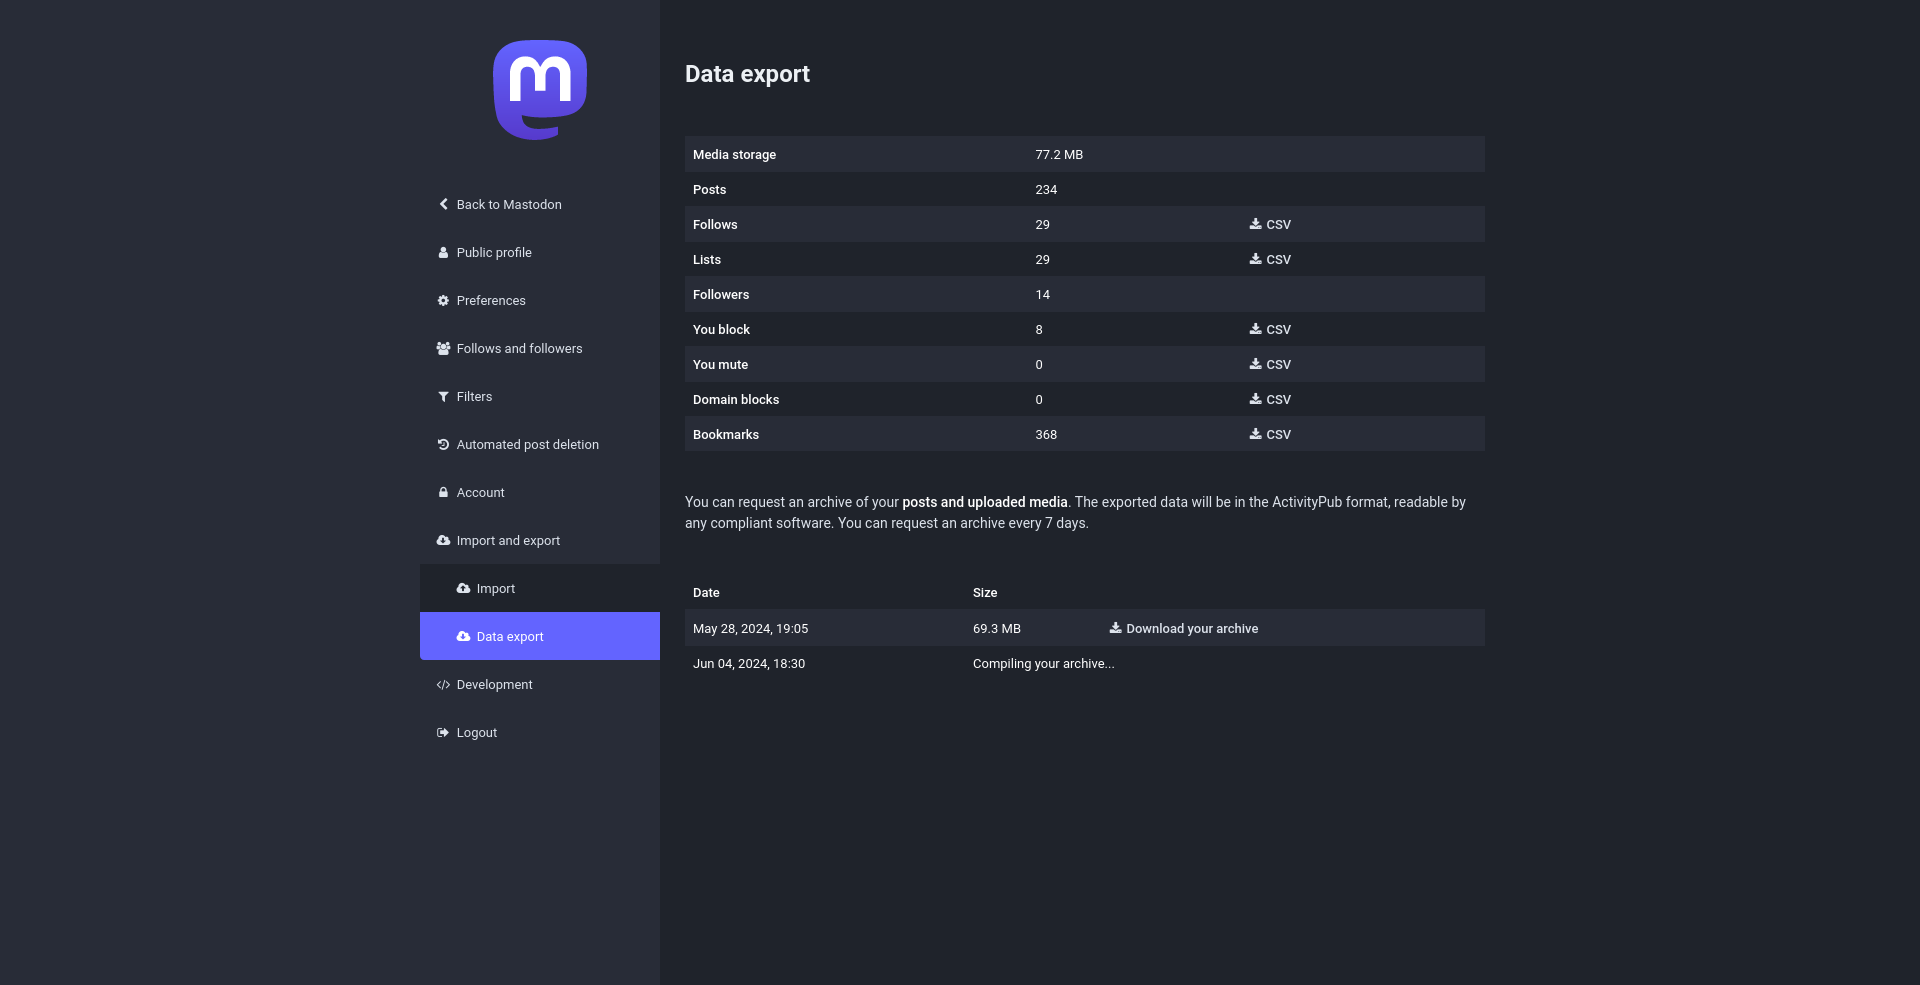 Back to Mastodon
Public profile
Preferences
Follows and followers
Filters
Automated post deletion
Account
Import and export
Import
Data export
Development
Logout
Data export
Media storage 77.2 MB
Posts 234
Follows 29 CSV
Lists 29 CSV
Followers 14
You block 8 CSV
You mute 0 CSV
Domain blocks 0 CSV
Bookmarks 368 CSV
You can request an archive of your posts and uploaded media. The exported data will be in the ActivityPub format, readable by
any compliant software. You can request an archive every 7 days.
Date Size
May 28, 2024, 19:05 69.3 MB Download your archive
Jun 04, 2024, 18:30 Compiling your archive...